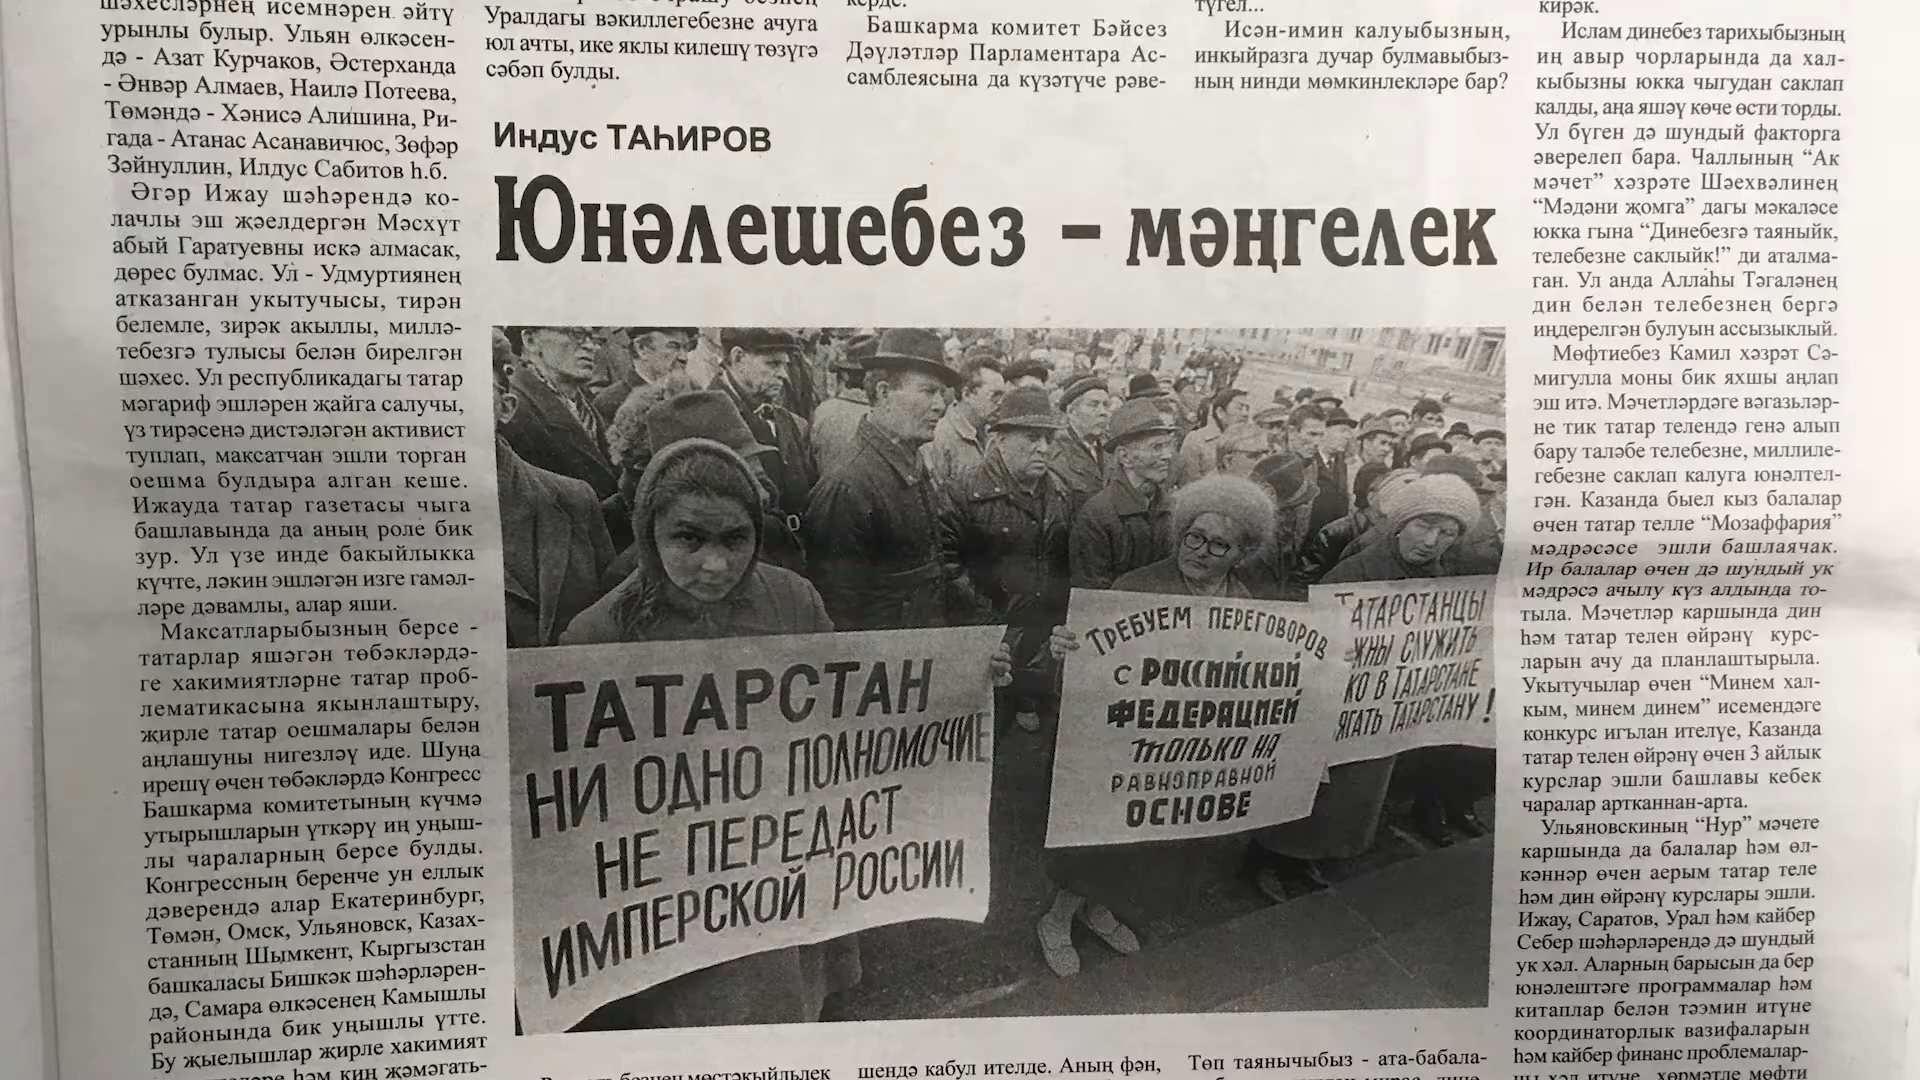 шәхесләрнең исемнәрен әйтү
урынлы булыр. Ульян өлкәсен-
дә - Азат Курчаков, Әстерханда
- Әнвәр Алмаев, Наилә Потеева,
Төмәндә - Хәнисә Алишина, Ри-
гада - Атанас Асанавичюс, Зөфәр
Зәйнуллин, Илдус Сабитов һ.б.
Әгәр Ижау шәһәрендә ко-
лачлы эш җәелдергән Мәсхүт
абый Гаратуевны искә алмасак,
дөрес булмас. Ул - Удмуртиянең
атказанган укытучысы, тирән
белемле, зирәк акыллы, миллә-
тебезгә тулысы белән бирелгән
шәхес. Ул республикадагы татар
мәгариф эшләрен җайга салучы,
үз тирәсенә дистәләгән активист
туплап, максатчан эшли торган
оешма булдыра алган кеше.
Ижауда татар газетасы чыга
башлавында да аның роле бик
зур. Ул үзе инде бакыйлыкка
күчте, ләкин эшләгән изге гамәл-
ләре дәвамлы, алар яши.
Максатларыбызның берсе -
татарлар яшәгән төбәкләрдә-
ге хакимиятләрне татар проб-
лематикасына якынлаштыру,
җирле татар оешмалары белән
аңлашуны нигезләү иде. Шуңа
ирешү өчен төбәкләрдә Конгресс
Башкарма комитетының күчмә
утырышларын үткәрү иң уңыш-
лы чараларның берсе булды.
Конгрессның беренче ун еллык
дәверендә алар Екатеринбург,
Төмән, Омск, Ульяновск, Казах-
станның Шымкент, Кыргызстан
башкаласы Бишкәк шәһәрләрен-
дә, Самара өлкәсенең Камышлы
районында бик уңышлы үтте.
Бу җыелышлар җирле хакимият
һәм киң җәмәгать-
Уралдагы вәкиллегебезне ачуга
юл ачты, ике яклы килешү төзүгә
сәбәп булды.
Башкарма комитет Бәйсез
Дәүләтләр Парламентара Ас-
самблеясына да күзәтүче рәве-
түгел...
Исән-имин калуыбызның,
инкыйразга дучар булмавыбыз-
ның нинди мөмкинлекләре бар?
Индус ТАҺИРОВ
Юнәлешебез – мәңгелек
ТАТАРСТАН
НИ ОДНО ПОЛНОМОЧИЕ
НЕ ПЕРЕДАСТ
ИМПЕРСКОЙ РОССИИ.
ТРЕБУЕМ ПЕРЕГОВОРОВ
С РОССИЙСКОЙ
ФЕДЕРАЦИЕЙ
ТОЛЬКО НА
РАВНОПРАВНОЙ
ОСНОВЕ
ТАТАРСТАНЦЫ
ЖНЫ СЛУЖИТЬ
КО В ТАТАРСТАНЕ
ЯГАТЬ ТАТАРСТАНУ!
шендә кабул ителде. Аның фән,
Төп таянычыбыз - ата-бабала-
кирәк.
Ислам динебез тарихыбызның
иң авыр чорларында да хал-
кыбызны юкка чыгудан саклап
калды, аңа яшәү көче өсти торды.
Ул бүген дә шундый факторга
әверелеп бара. Чаллының “Ак
мәчет” хәзрәте Шәехвәлинең
“Мәдәни җомга” дагы мәкаләсе
юкка гына “Динебезгә таяныйк,
телебезне саклыйк!” ди аталма-
ган. Ул анда Аллаһы Тәгаләнең
дин белән телебезнең бергә
иңдерелгән булуын ассызыклый.
Мөфтиебез Камил хәзрәт Сә-
мигулла моны бик яхшы аңлап
эш итә. Мәчетләрдәге вәгазьләр-
не тик татар телендә генә алып
бару таләбе телебезне, миллиле-
гебезне саклап калуга юнәлтел-
гән. Казанда быел кыз балалар
өчен татар телле “Мозаффария”
мәдрәсәсе эшли башлаячак.
Ир балалар өчен дә шундый ук
мәдрәсә ачылу күз алдында то-
тыла. Мәчетләр каршында дин
һәм татар телен өйрәнү курс-
ларын ачу да планлаштырыла.
Укытучылар өчен “Минем хал-
кым, минем динем” исемендәге
конкурс игълан ителүе, Казанда
татар телен өйрәнү өчен 3 айлык
курслар эшли башлавы кебек
чаралар артканнан-арта.
Ульяновскиның “Нур” мәчете
каршында да балалар һәм өл-
кәннәр өчен аерым татар теле
һәм дин өйрәнү курслары эшли.
Ижау, Саратов, Урал һәм кайбер
Себер шәһәрләрендә дә шундый
ук хәл. Аларның барысын да бер
юнәлештәге программалар һәм
китаплар белән тәэмин итүне
координаторлык вазифаларын
һәм кайбер финанс проблемалар-
хәл итүне, хөрмәтле мөфти